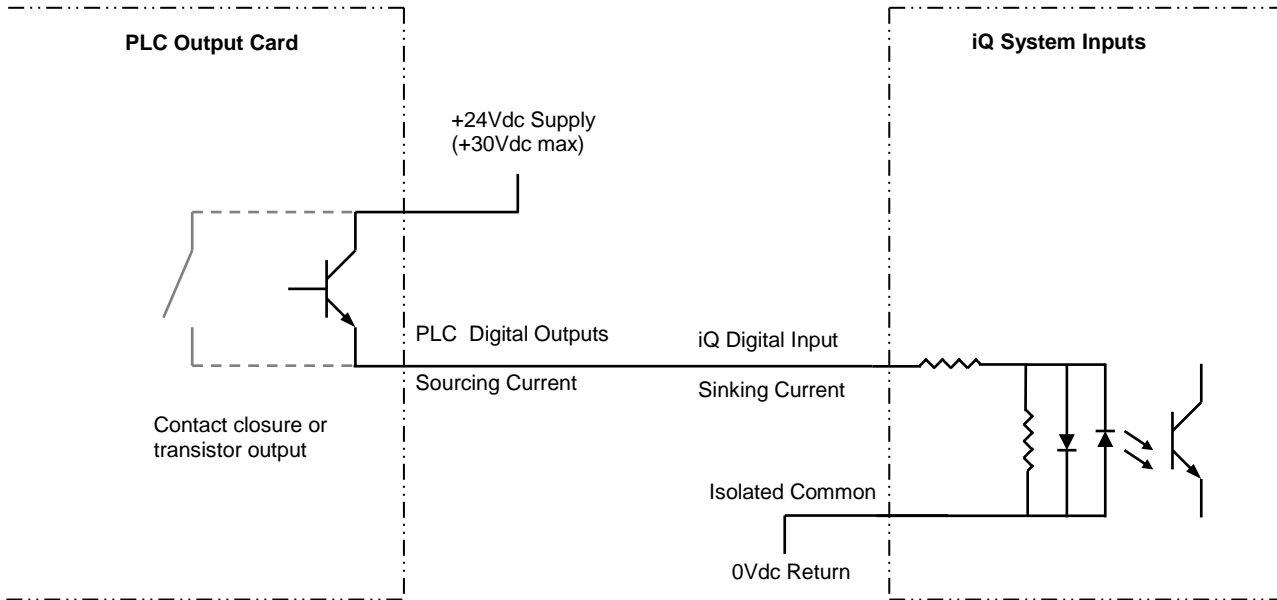 PLC Output Card
iQ System Inputs
+24Vdc Supply
(+30Vdc max)
PLC Digital Outputs
iQ Digital Input
Sourcing Current
Sinking Current
Contact closure or
transistor output
Isolated Common
0Vdc Return